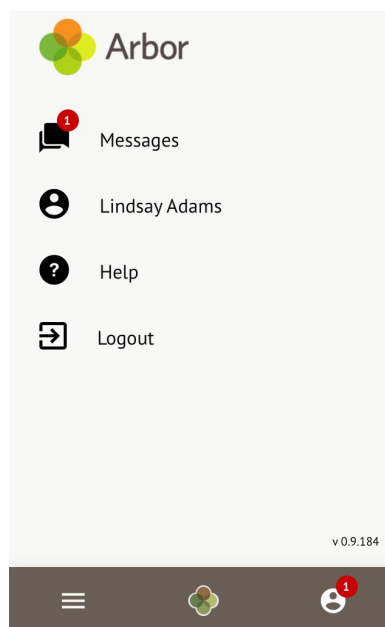 Arbor
1
Messages
Lindsay Adams
?
Help
Logout
v 0.9.184
1